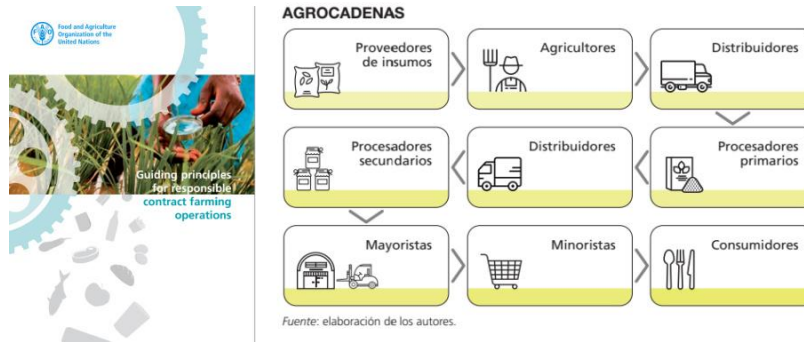 Food and Agriculture
Organization of the
United Nations
Guiding principles
for responsible
contract farming
operations
AGROCADENAS
Proveedores
de insumos
Agricultores
Distribuidores
Procesadores
secundarios
Distribuidores
Procesadores
primarios
Mayoristas
Minoristas
Consumidores
Fuente: elaboración de los autores.